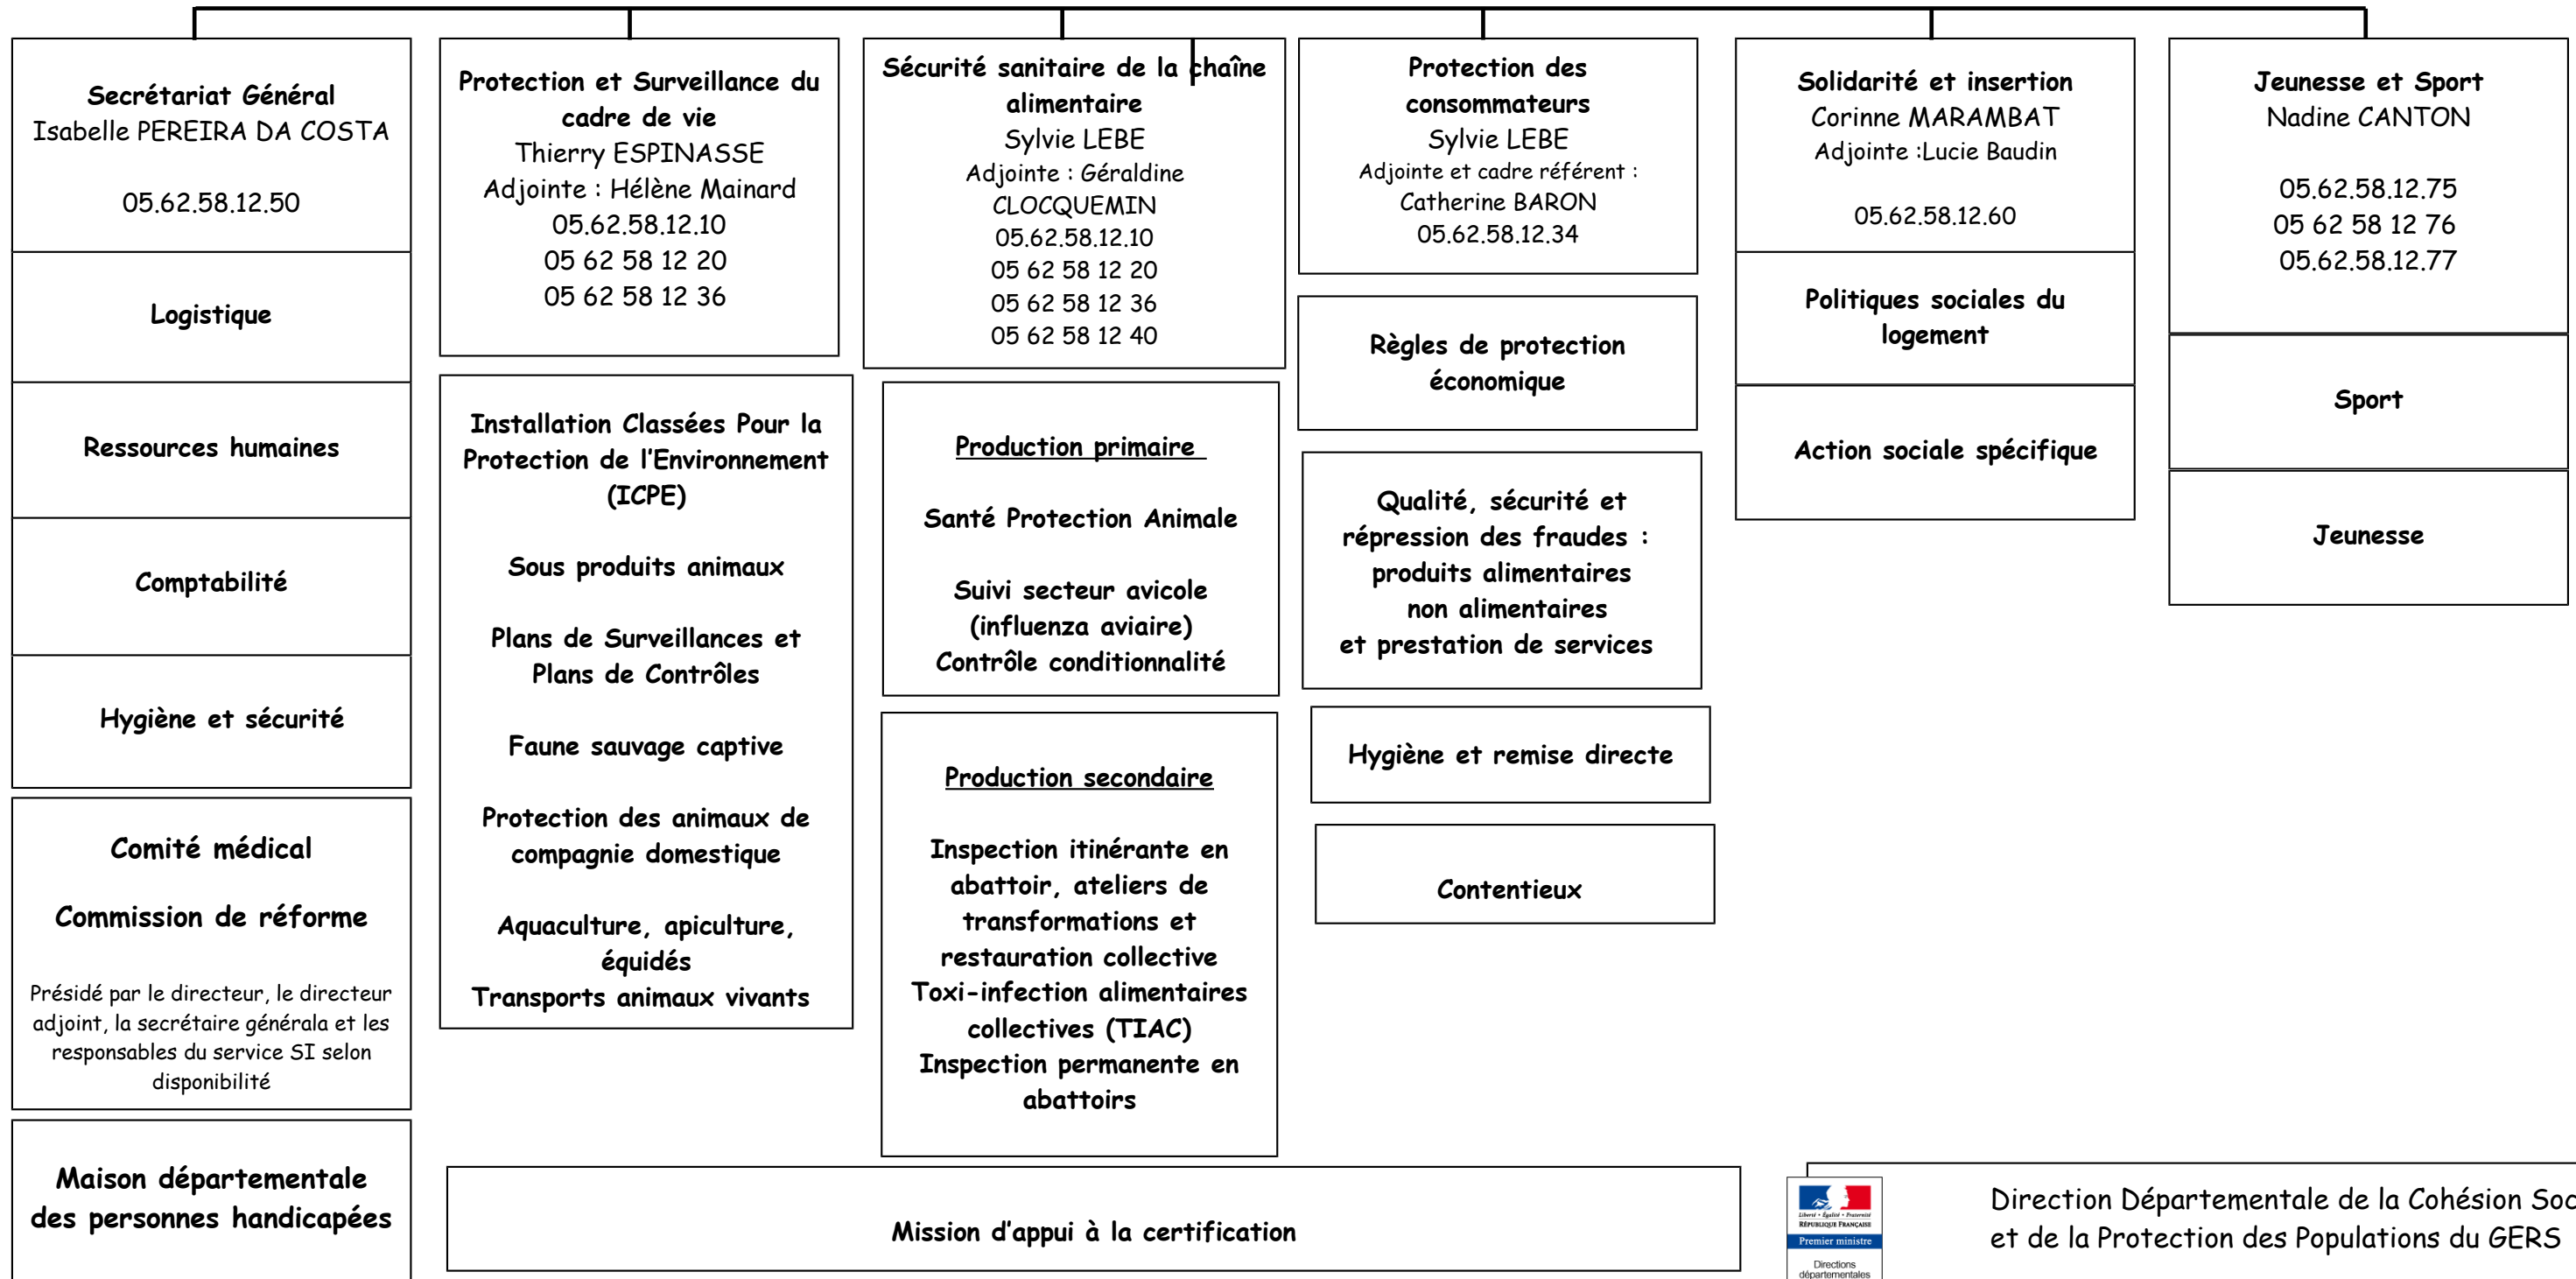 Secrétariat Général
Isabelle PEREIRA DA COSTA
05.62.58.12.50
Logistique
Ressources humaines
Comptabilité
Hygiène et sécurité
Comité médical
Commission de réforme
Présidé par le directeur, le directeur
adjoint, la secrétaire générala et les
responsables du service SI selon
disponibilité
Maison départementale
des personnes handicapées
Protection et Surveillance du
cadre de vie
Thierry ESPINASSE
Adjointe : Hélène Mainard
05.62.58.12.10
05 62 58 12 20
05 62 58 12 36
Installation Classées Pour la
Protection de l'Environnement
(ICPE)
Sous produits animaux
Plans de Surveillances et
Plans de Contrôles
Faune sauvage captive
Protection des animaux de
compagnie domestique
Aquaculture, apiculture,
équidés
Transports animaux vivants
Sécurité sanitaire de la chaîne
alimentaire
Sylvie LEBE
Adjointe : Géraldine
CLOCQUEMIN
05.62.58.12.10
05 62 58 12 20
05 62 58 12 36
05 62 58 12 40
Production primaire
Santé Protection Animale
Suivi secteur avicole
(influenza aviaire)
Contrôle conditionnalité
Production secondaire
Inspection itinérante en
abattoir, ateliers de
transformations et
restauration collective
Toxi-infection alimentaires
collectives (TIAC)
Inspection permanente en
abattoirs
Protection des
consommateurs
Sylvie LEBE
Adjointe et cadre référent :
Catherine BARON
05.62.58.12.34
Règles de protection
économique
Qualité, sécurité et
répression des fraudes :
produits alimentaires
non alimentaires
et prestation de services
Hygiène et remise directe
Contentieux
Solidarité et insertion
Corinne MARAMBAT
Adjointe :Lucie Baudin
05.62.58.12.60
Politiques sociales du
logement
Action sociale spécifique
Jeunesse et Sport
Nadine CANTON
05.62.58.12.75
05 62 58 12 76
05.62.58.12.77
Sport
Jeunesse
Mission d'appui à la certification
Liberté • Égalité • Fraternité
RÉPUBLIQUE FRANÇAISE
Premier ministre
Directions
départementales
Direction Départementale de la Cohésion Soc
et de la Protection des Populations du GERS